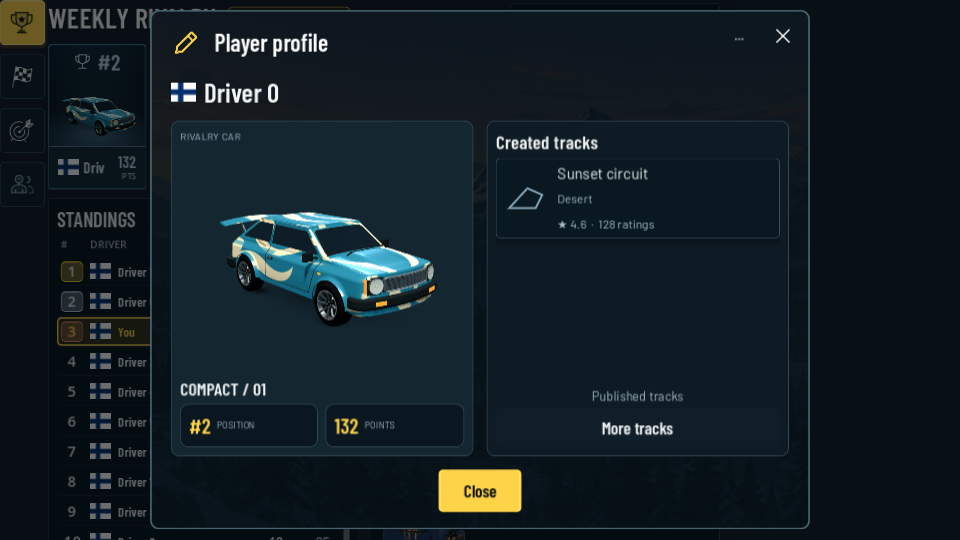 WEEKLY
Player profile
...
Driver 0
#2
RIVALRY CAR
Created tracks
Sunset circuit
Desert
★ 4.6 · 128 ratings
Driv
132
PTS
STANDINGS
# DRIVER
1 Driver
2 Driver
3 You
4 Driver
5 Driver
6 Driver
7 Driver
8 Driver
9 Driver
COMPACT / 01
#2 POSITION
132 POINTS
Published tracks
More tracks
Close